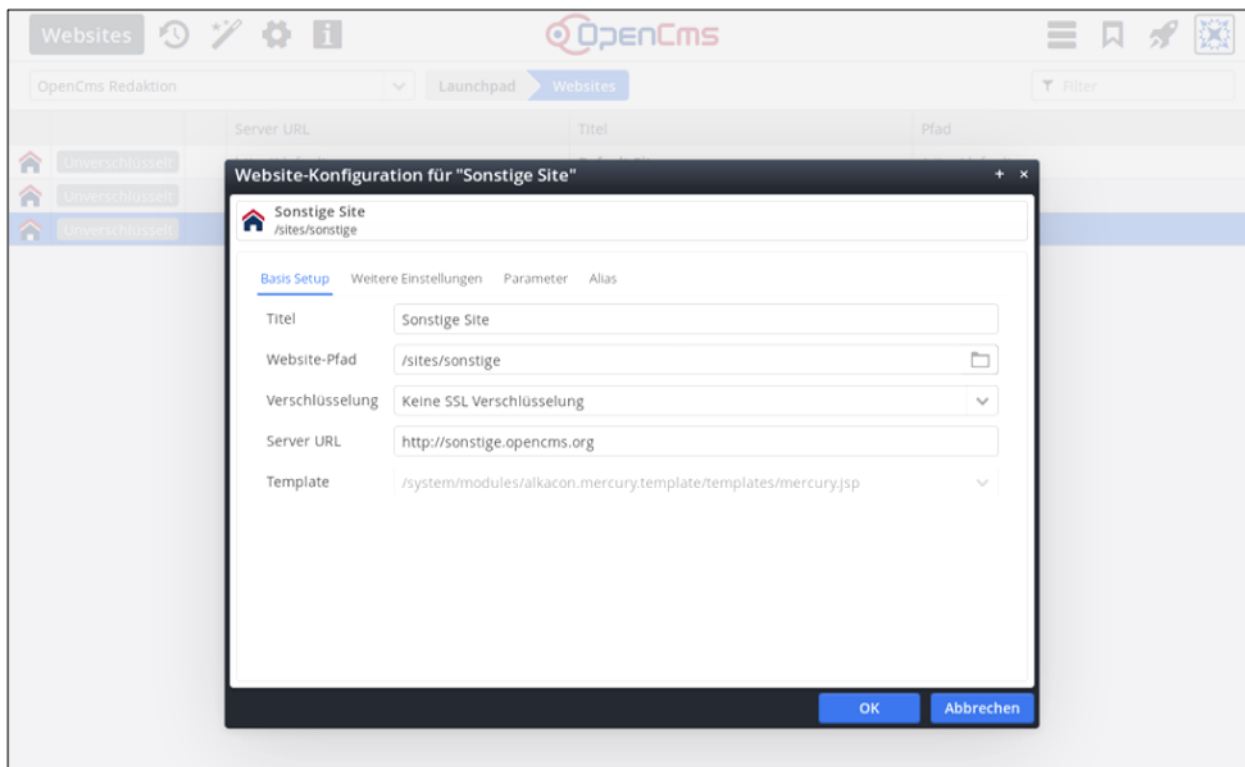 Websites
OpenCms
OpenCms Redaktion
Launchpad
Websites
Filter
Server URL
Titel
Pfad
Unverschlüsselt
Unverschlüsselt
Unverschlüsselt
Website-Konfiguration für "Sonstige Site"
Sonstige Site
/sites/sonstige
Basis Setup Weitere Einstellungen Parameter Alias
Titel Sonstige Site
Website-Pfad /sites/sonstige
Verschlüsselung Keine SSL Verschlüsselung
Server URL http://sonstige.opencms.org
Template /system/modules/alkacon.mercury.template/templates/mercury.jsp
OK Abbrechen